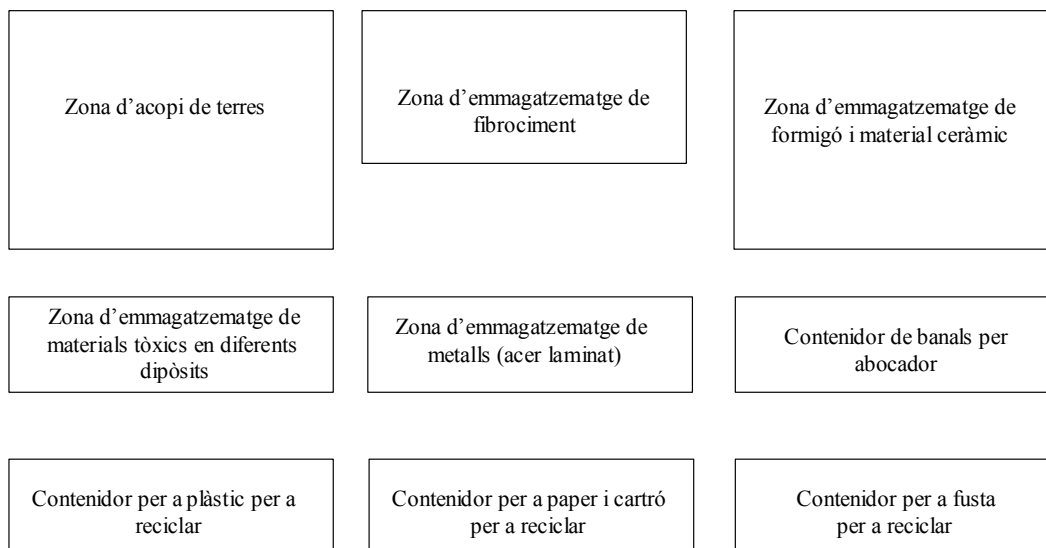 Zona d’acopi de terres
Zona d’emmagatzematge de
fibrociment
Zona d’emmagatzematge de
formigó i material ceràmic
Zona d’emmagatzematge de
materials tòxics en diferents
dipòsits
Zona d’emmagatzematge de
metalls (acer laminat)
Contenidor de banals per
abocador
Contenidor per a plàstic per a
reciclar
Contenidor per a paper i cartró
per a reciclar
Contenidor per a fusta
per a reciclar